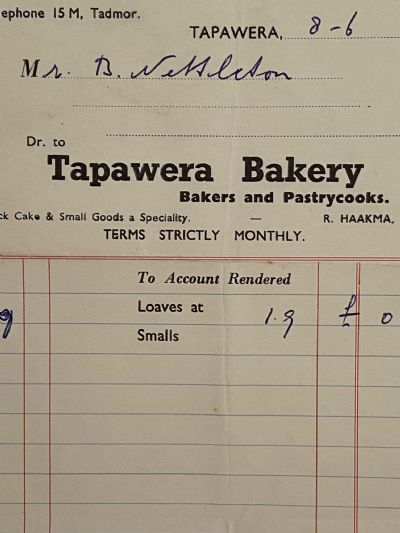 ephone 15 M, Tadmor.
TAPAWERA, 8-6
Mr. B. Nettleton
Dr. to
Tapawera Bakery
Bakers and Pastrycooks.
ck Cake & Small Goods a Speciality. — R. HAAKMA.
TERMS STRICTLY MONTHLY.
To Account Rendered
9 Loaves at 1.9 £ 0
Smalls